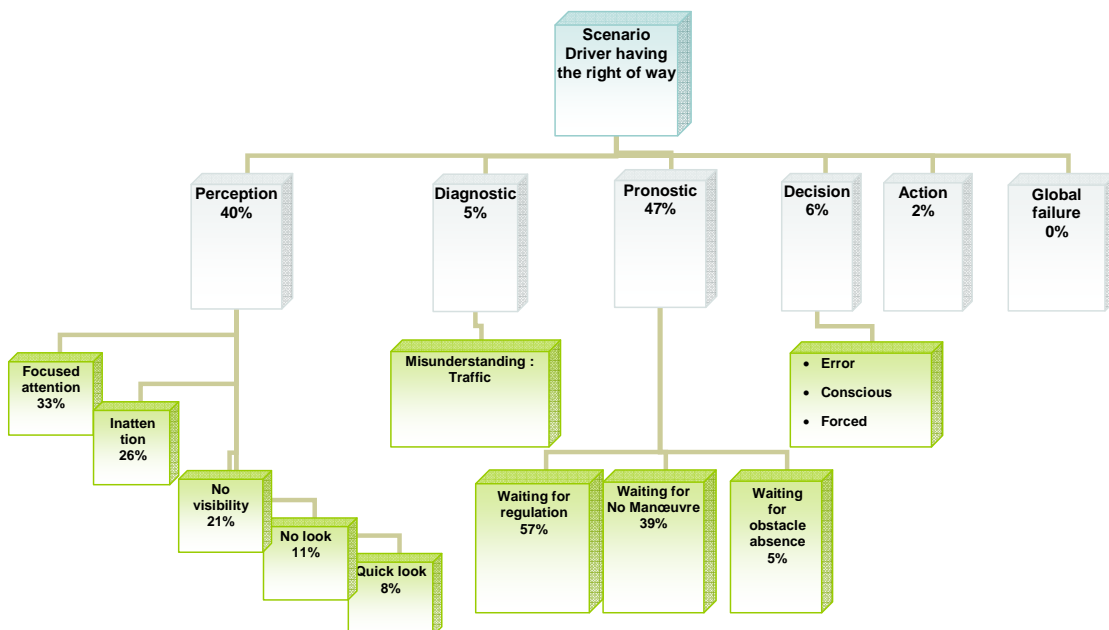 Scenario
Driver having
the right of way
Perception
40%
Diagnostic
5%
Pronostic
47%
Decision
6%
Action
2%
Global
failure
0%
Focused
attention
33%
Inatten
tion
26%
No
visibility
21%
No look
11%
Quick look
8%
Misunderstanding :
Traffic
Waiting for
regulation
57%
Waiting for
No Manœuvre
39%
Waiting
for
obstacle
absence
5%
• Error
• Conscious
• Forced